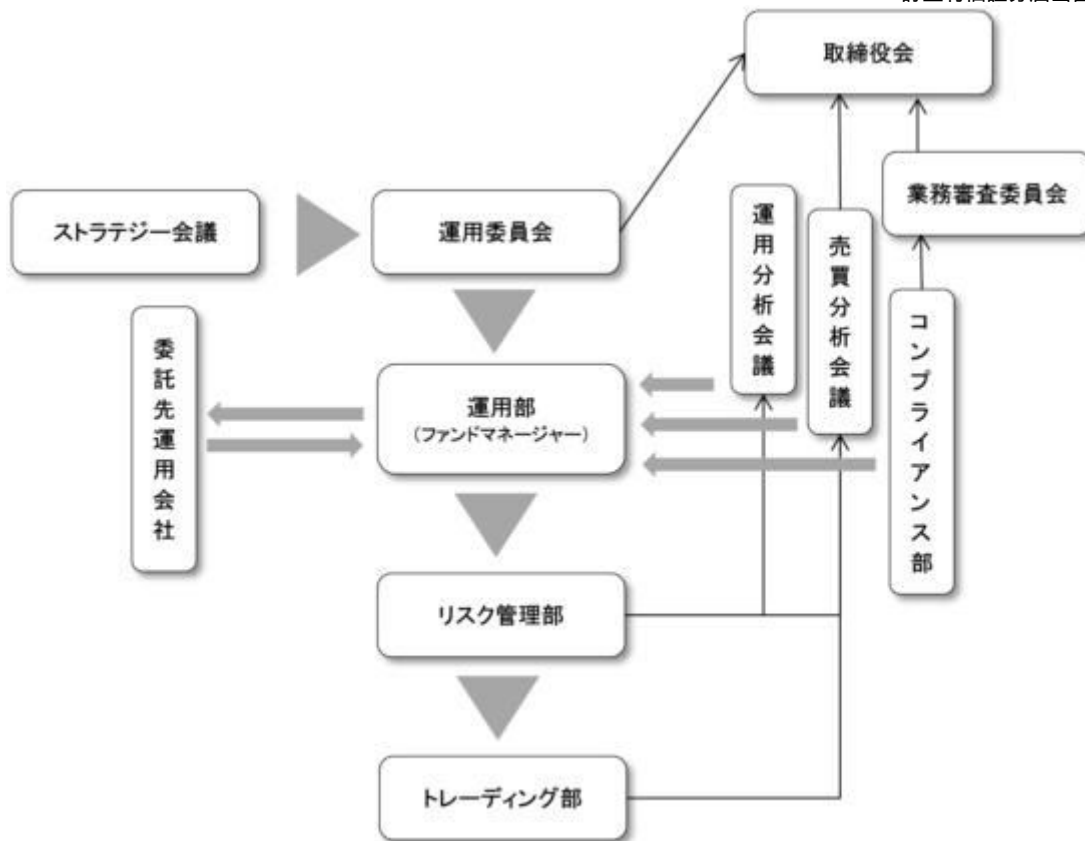 取締役会
業務審査委員会
ストラテジー会議
運用委員会
運用分析会議
売買分析会議
コンプライアンス部
委託先運用会社
運用部
(ファンドマネージャー)
リスク管理部
トレーディング部